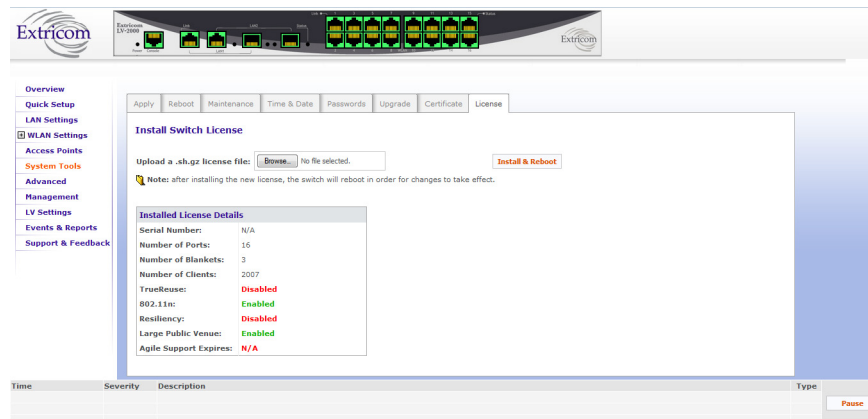 Extricom
Extricom
LV-2000
Extricom
Overview
Quick Setup
LAN Settings
WLAN Settings
Access Points
System Tools
Advanced
Management
LV Settings
Events & Reports
Support & Feedback
Apply Reboot Maintenance Time & Date Passwords Upgrade Certificate License
Install Switch License
Upload a .sh.gz license file: Browse... No file selected. Install & Reboot
Note: after installing the new license, the switch will reboot in order for changes to take effect.
Installed License Details
Serial Number: N/A
Number of Ports: 16
Number of Blankets: 3
Number of Clients: 2007
TrueReuse: Disabled
802.11n: Enabled
Resiliency: Disabled
Large Public Venue: Enabled
Agile Support Expires: N/A
Time Severity Description Type
Pause